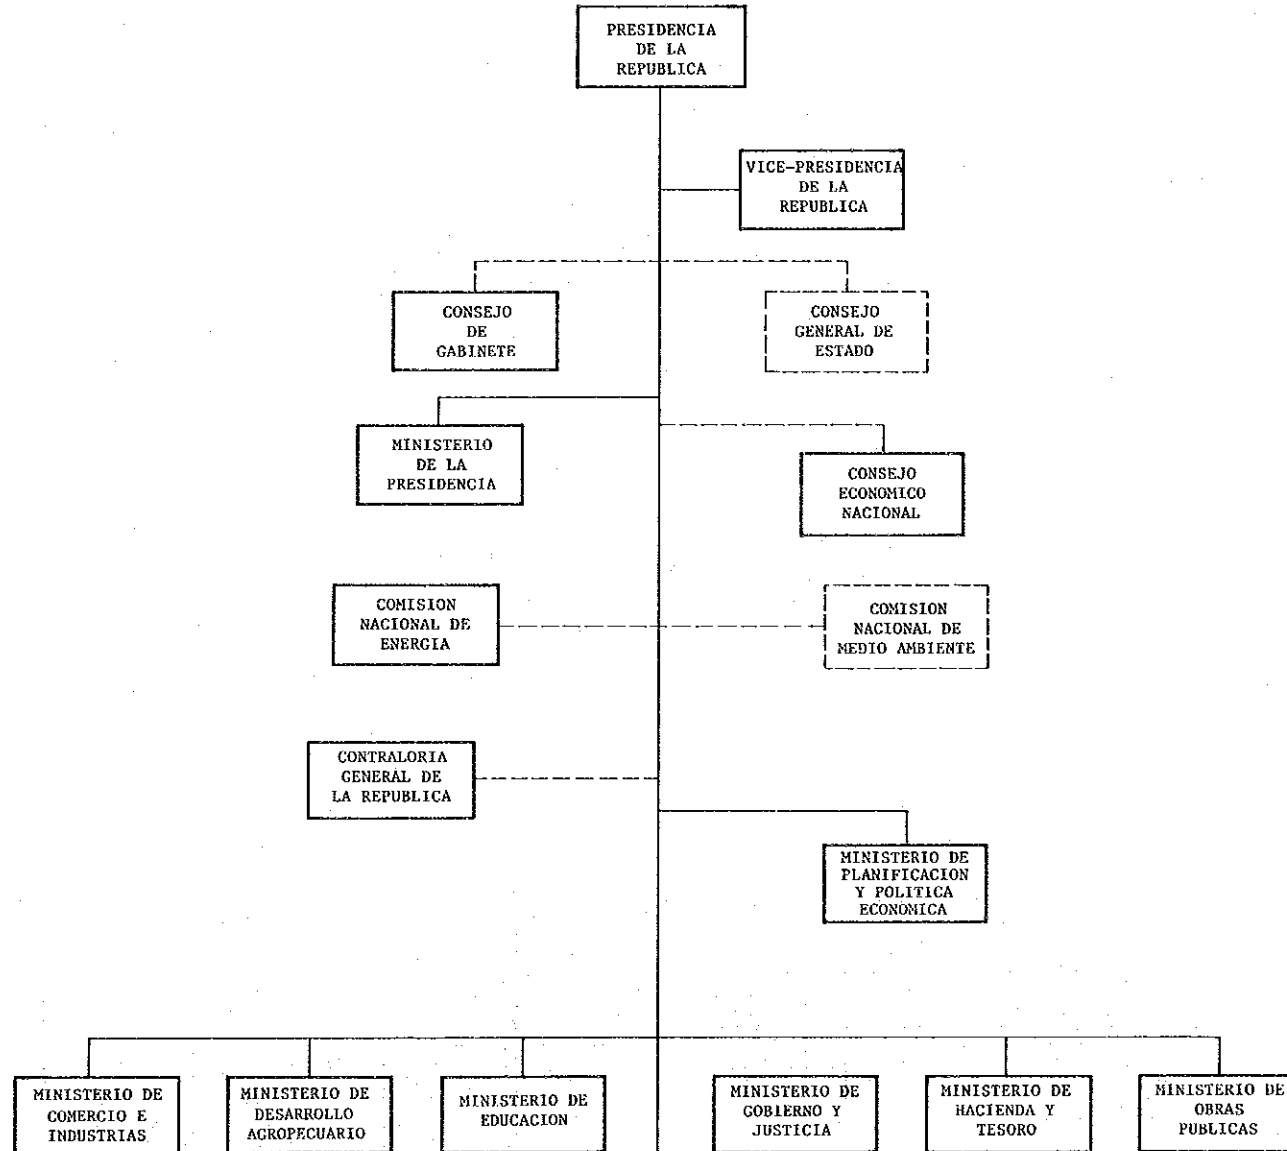 PRESIDENCIA
DE LA
REPUBLICA
VICE-PRESIDENCIA
DE LA
REPUBLICA
CONSEJO
DE
GABINETE
CONSEJO
GENERAL DE
ESTADO
MINISTERIO
DE LA
PRESIDENCIA
CONSEJO
ECONOMICO
NACIONAL
COMISION
NACIONAL DE
ENERGIA
COMISION
NACIONAL DE
MEDIO AMBIENTE
CONTRALORIA
GENERAL DE
LA REPUBLICA
MINISTERIO DE
PLANIFICACION
Y POLITICA
ECONOMICA
MINISTERIO DE
COMERCIO E
INDUSTRIAS
MINISTERIO DE
DESARROLLO
AGROPECUARIO
MINISTERIO DE
EDUCACION
MINISTERIO DE
GOBIERNO Y
JUSTICIA
MINISTERIO DE
HACIENDA Y
TESORO
MINISTERIO DE
OBRAS
PUBLICAS